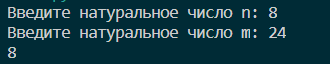 Введите натуральное число n: 8
Введите натуральное число m: 24
8